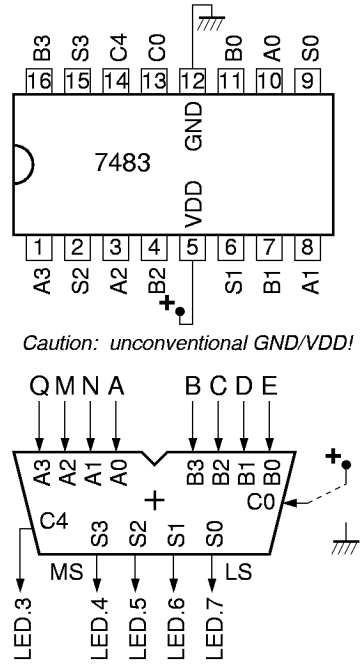 B3 S3 C4 C0 B0 A0 S0
16 15 14 13 12 11 10 9
GND
7483
VDD
1 2 3 4 5 6 7 8
A3 S2 A2 B2 S1 B1 A1
+
Caution: unconventional GND/VDD!
Q M N A B C D E
A3 A2 A1 A0 B3 B2 B1 B0
+
+
C0
C4
S3 S2 S1 S0
MS LS
LED.3 LED.4 LED.5 LED.6 LED.7